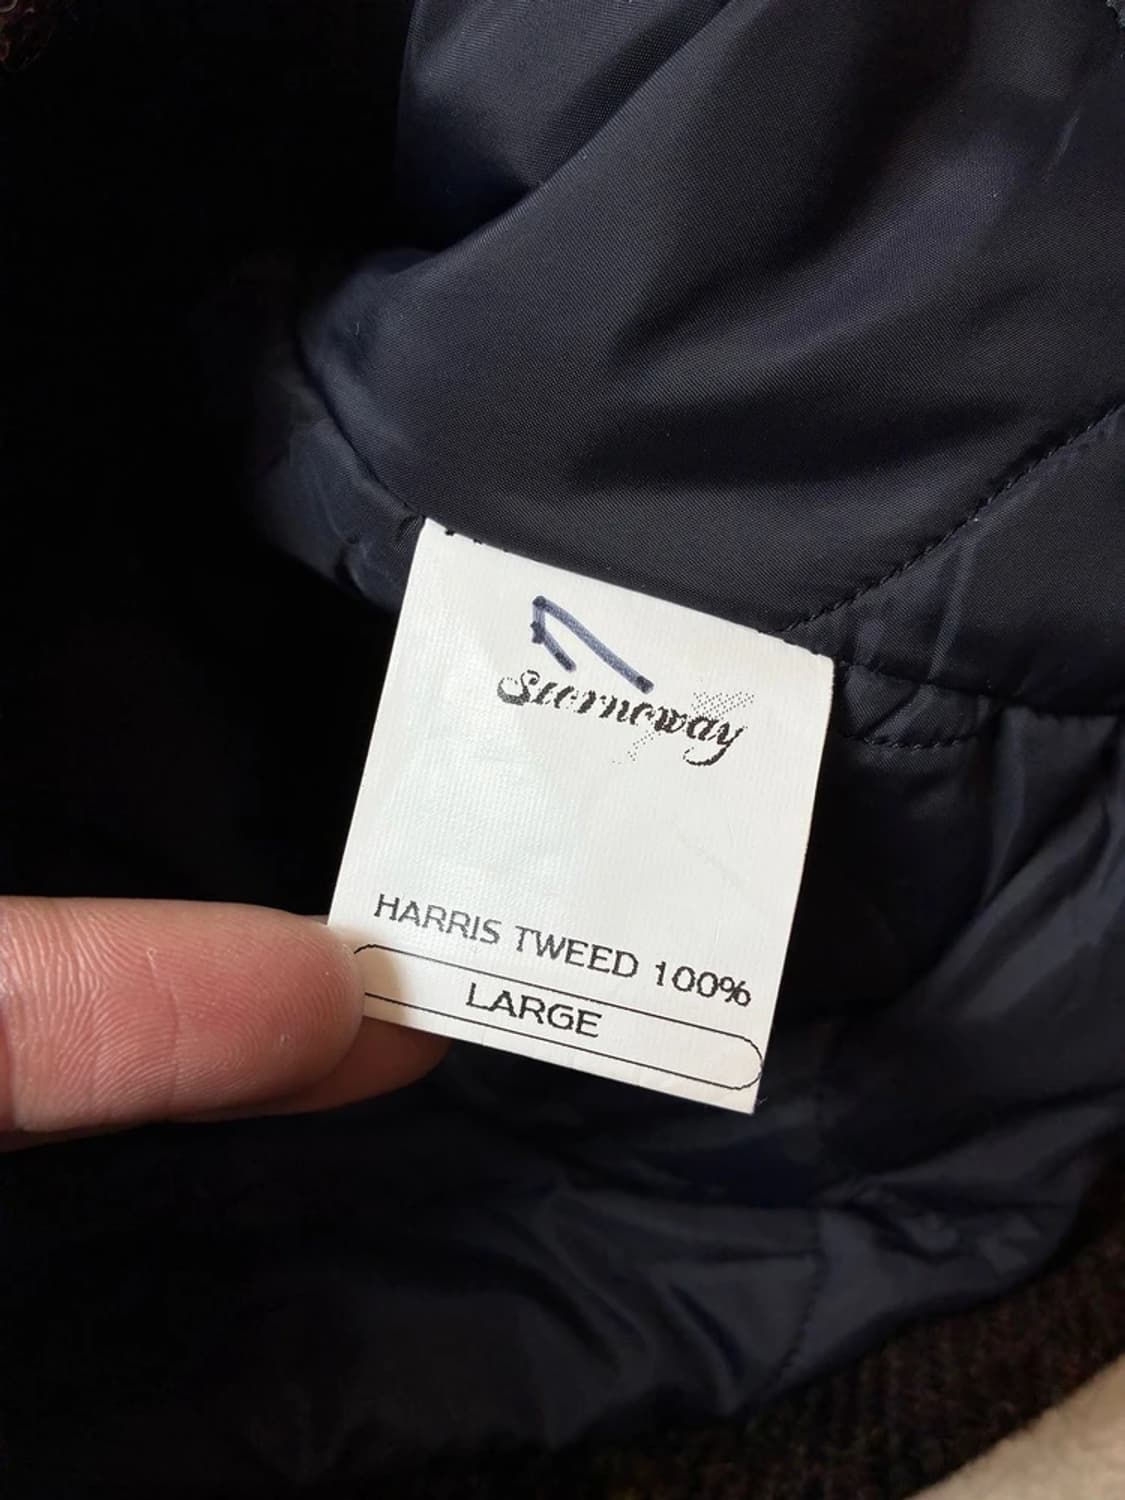 Stornoway
HARRIS TWEED 100%
LARGE